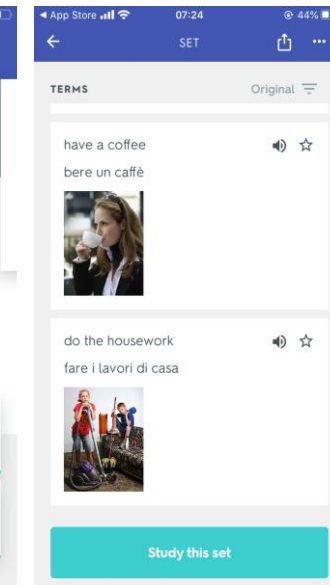 App Store 07:24 44%
SET
TERMS Original
have a coffee
bere un caffè
do the housework
fare i lavori di casa
Study this set